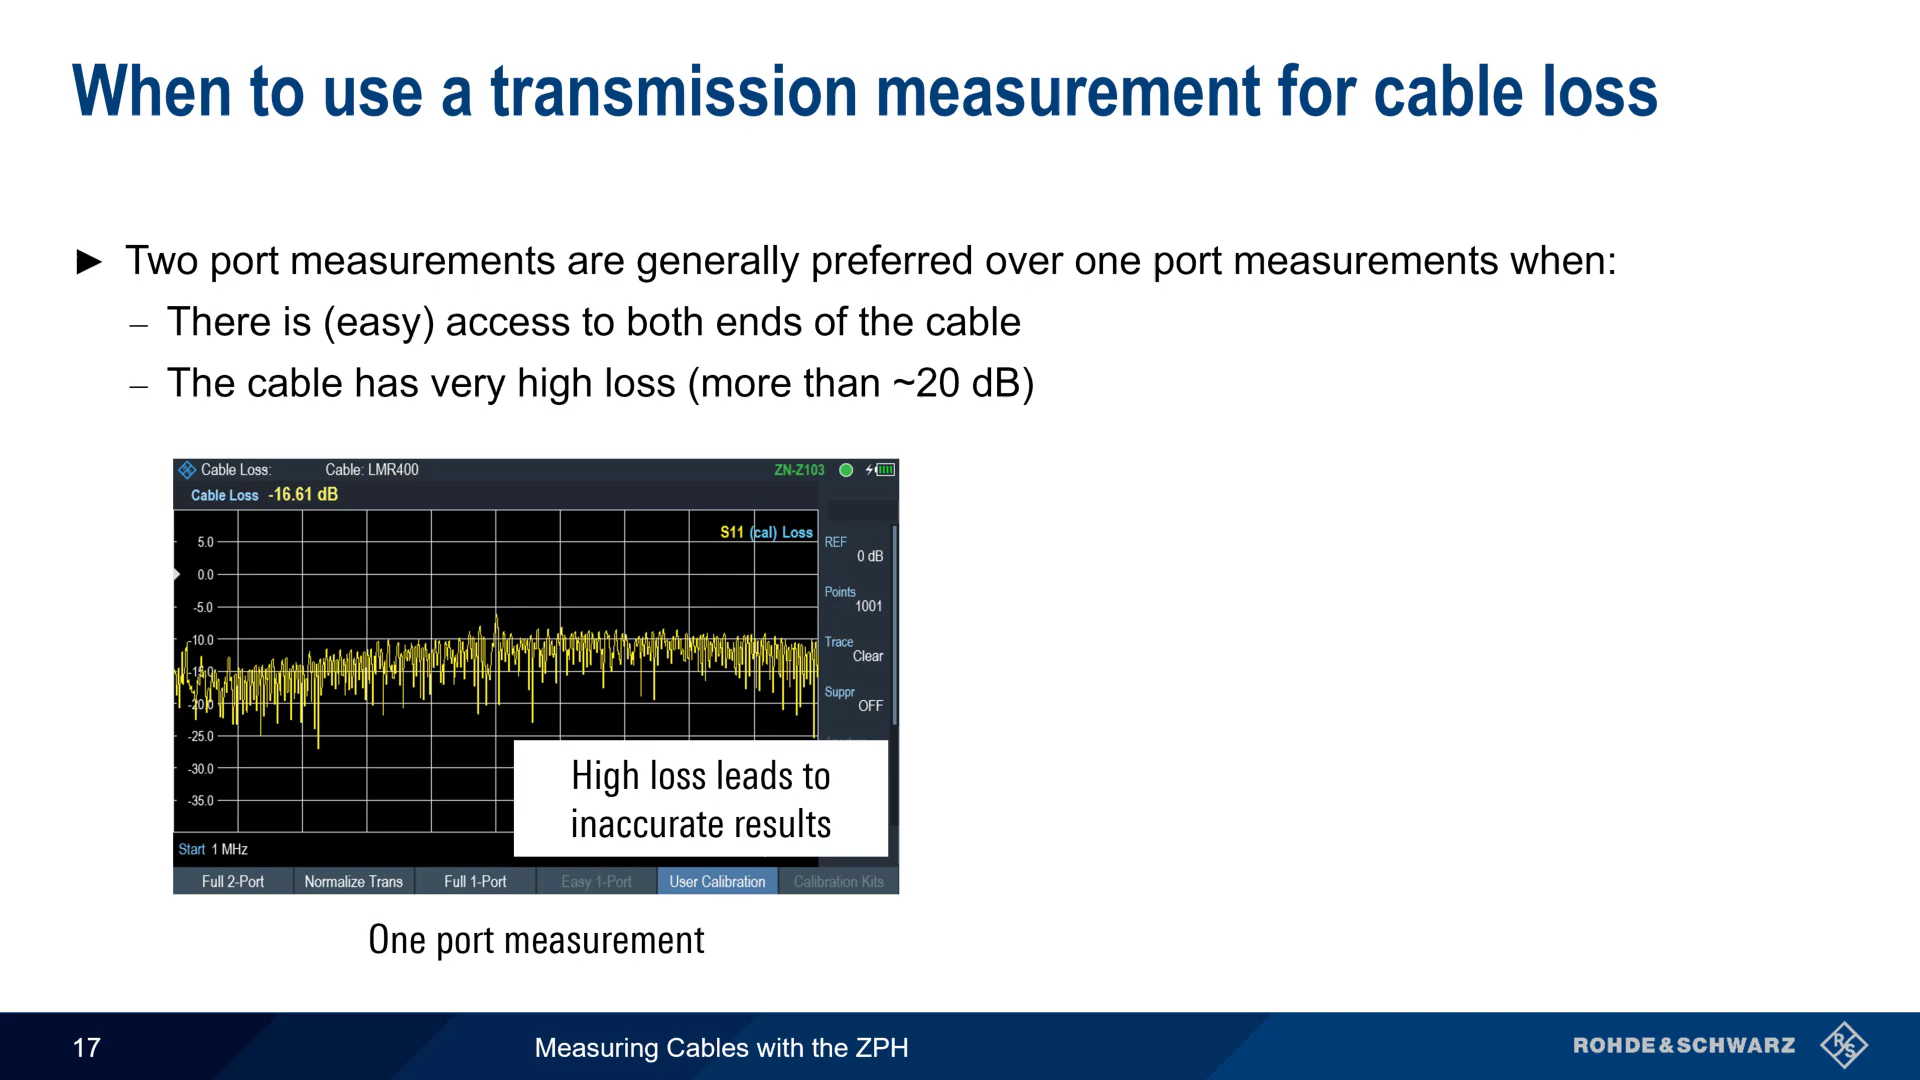 When to use a transmission measurement for cable loss
► Two port measurements are generally preferred over one port measurements when:
– There is (easy) access to both ends of the cable
– The cable has very high loss (more than ~20 dB)
Cable Loss: Cable: LMR400 ZN-Z103
Cable Loss -16.61 dB
S11 (cal) Loss
5.0
0.0
-5.0
-10.0
-15.0
-20.0
-25.0
-30.0
-35.0
REF
0 dB
Points
1001
Trace
Clear
Suppr
OFF
High loss leads to
inaccurate results
Start 1 MHz
Full 2-Port Normalize Trans Full 1-Port Easy 1-Port User Calibration Calibration Kits
One port measurement
17 Measuring Cables with the ZPH ROHDE&SCHWARZ R S